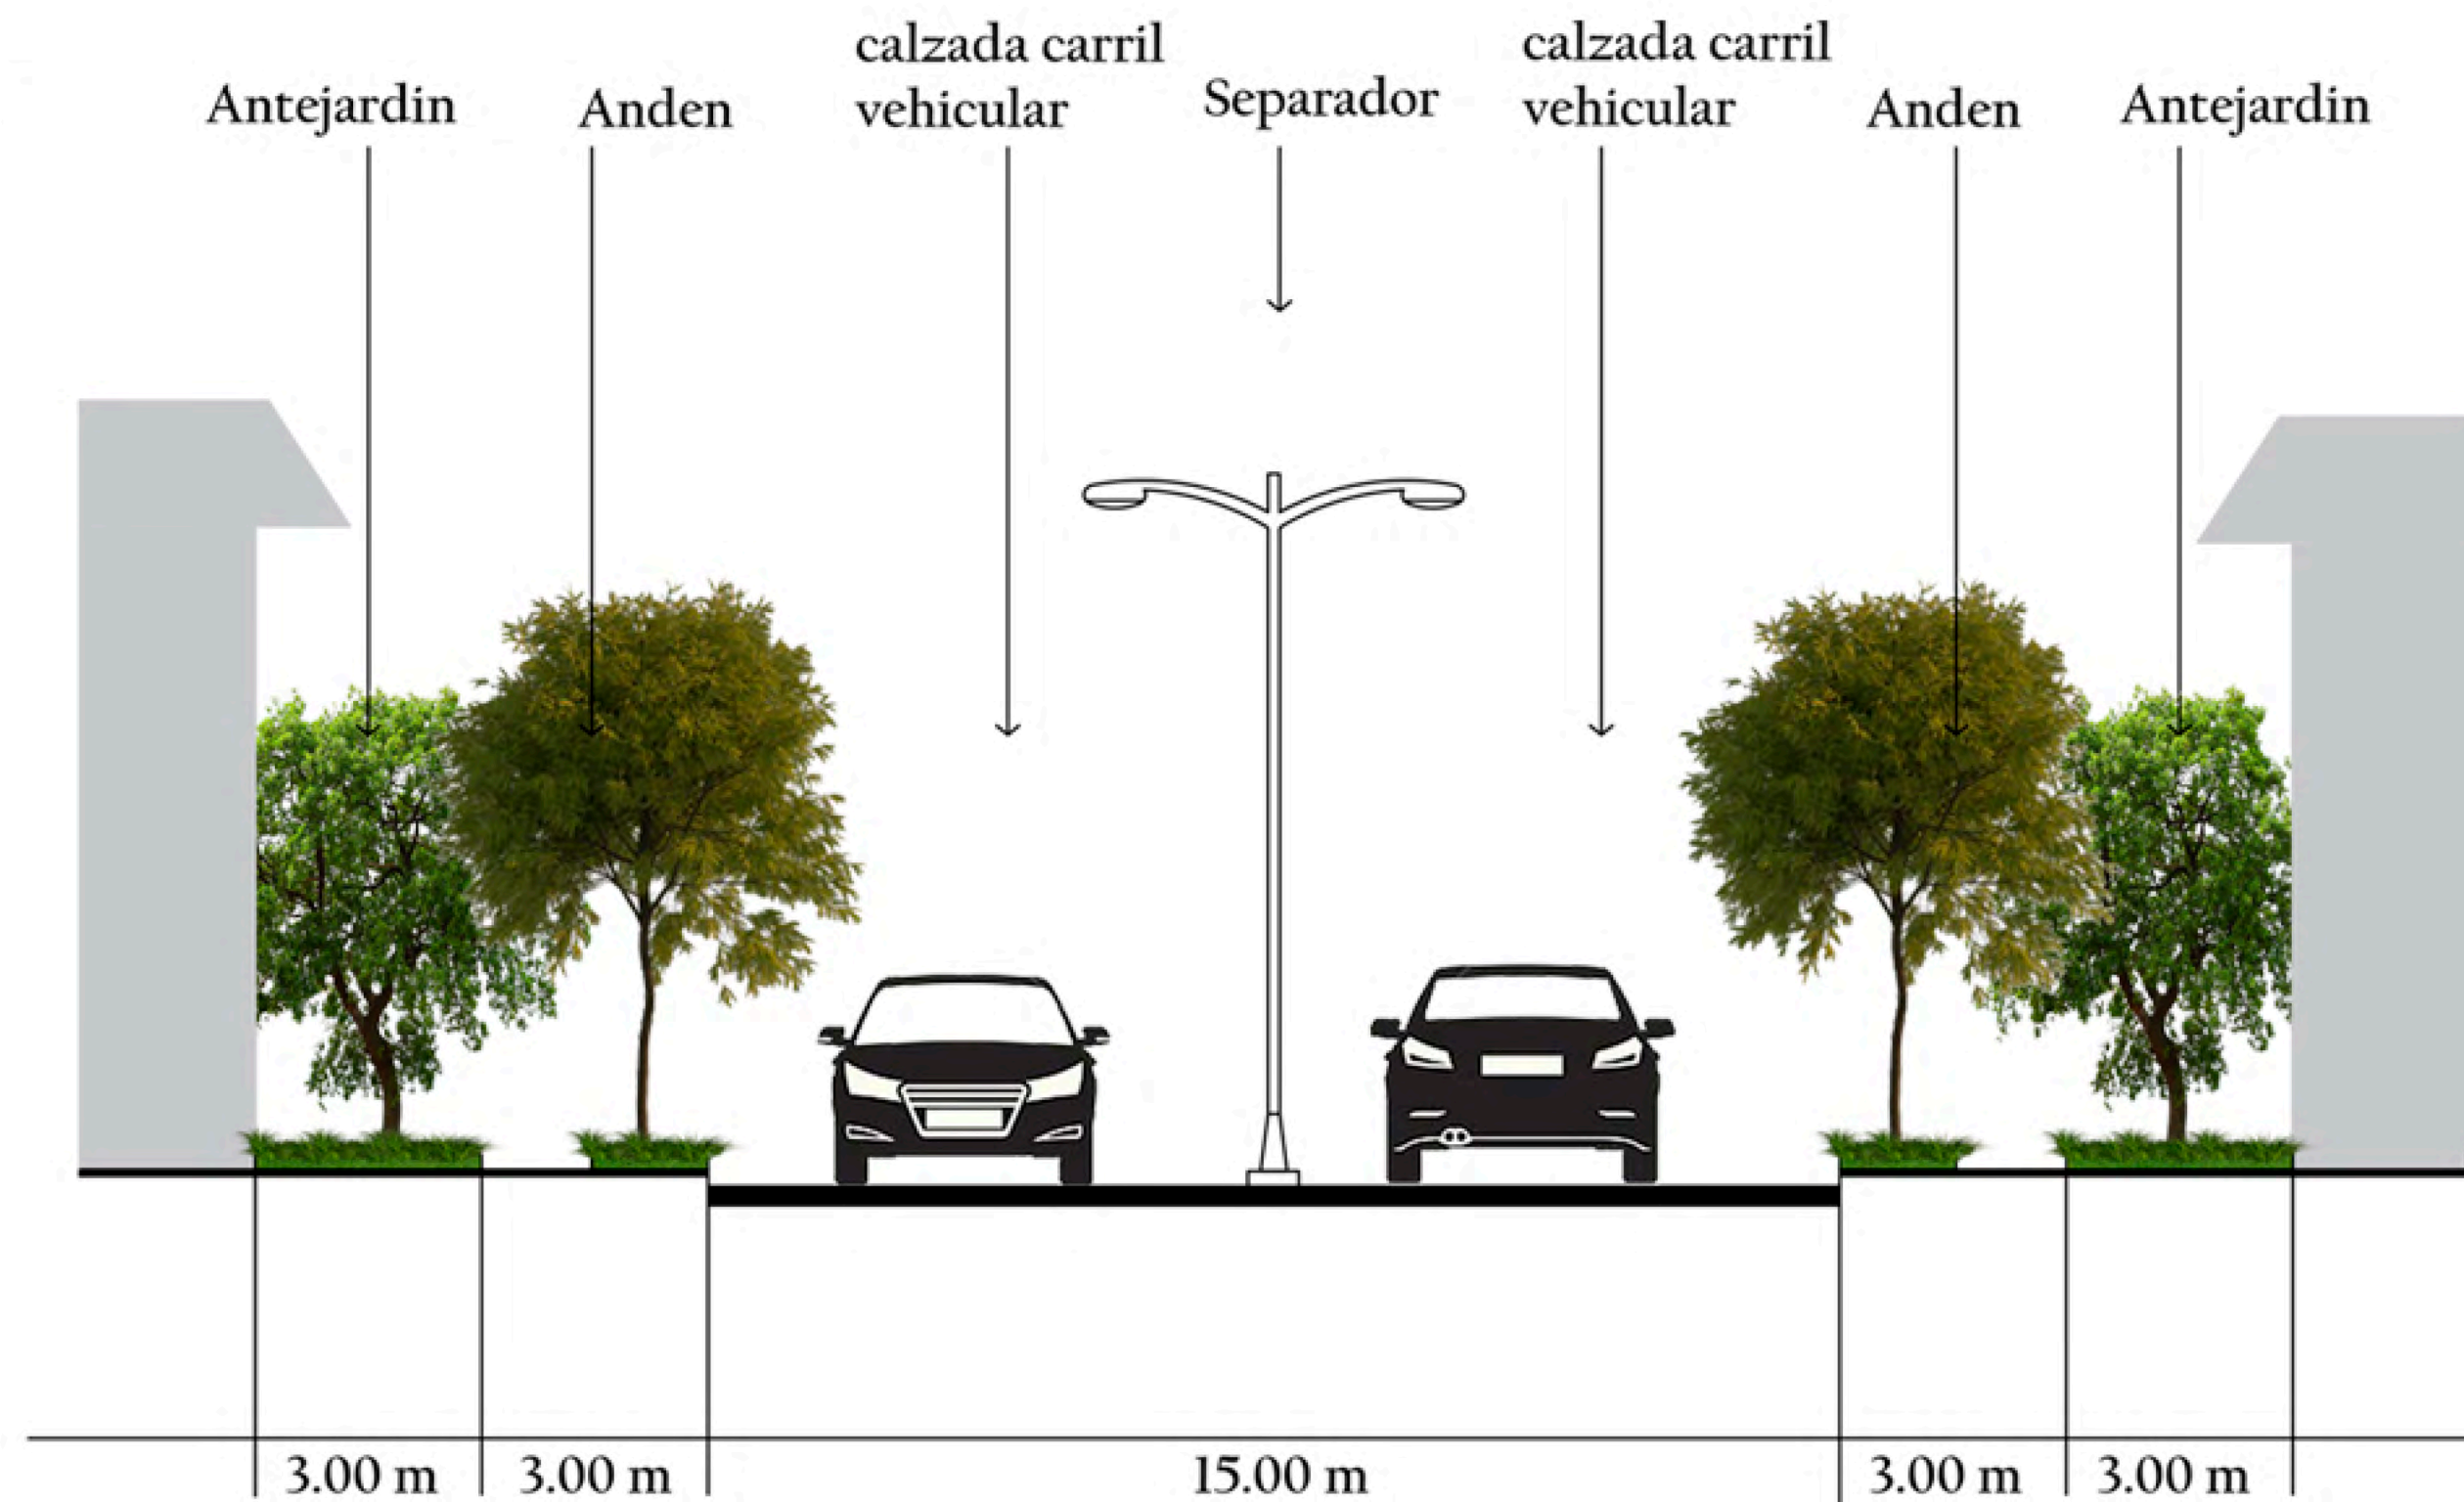 Antejardin
Anden
calzada carril
vehicular
Separador
calzada carril
vehicular
Anden
Antejardin
3.00 m
3.00 m
15.00 m
3.00 m
3.00 m